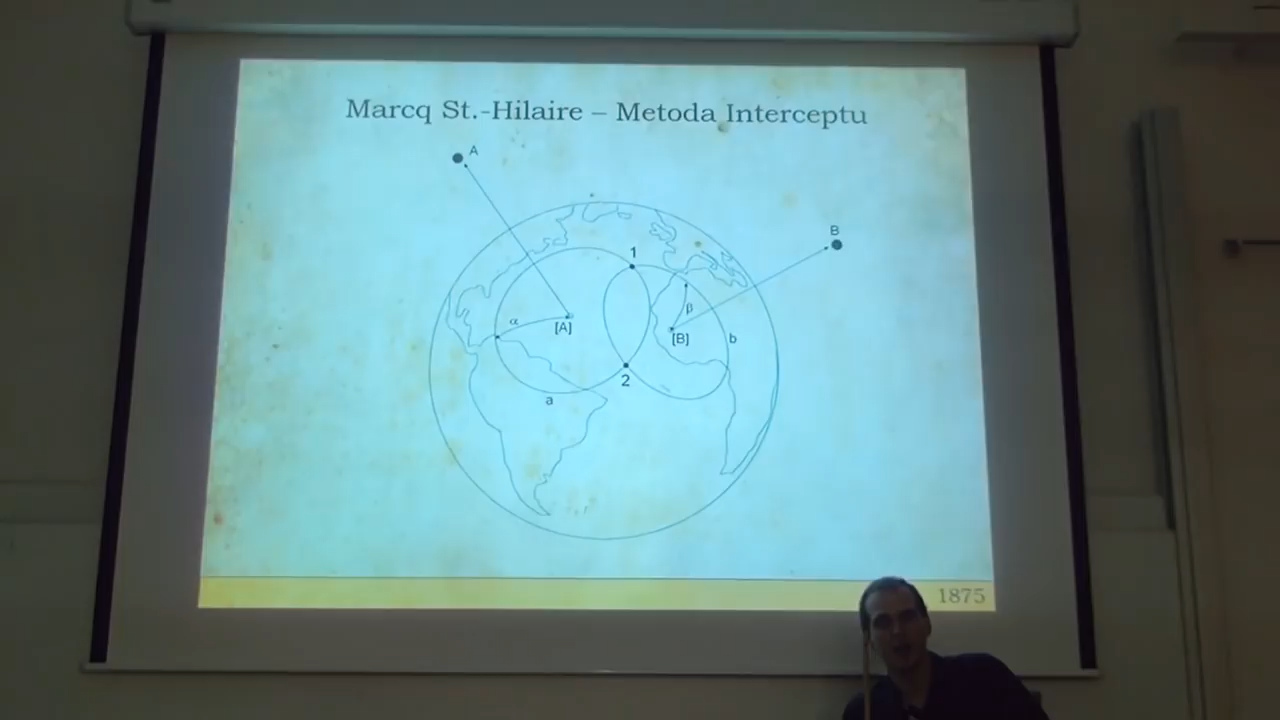 Marcq St.-Hilaire – Metoda Interceptu
A
B
1
α
[A]
β
[B]
b
2
a
1875